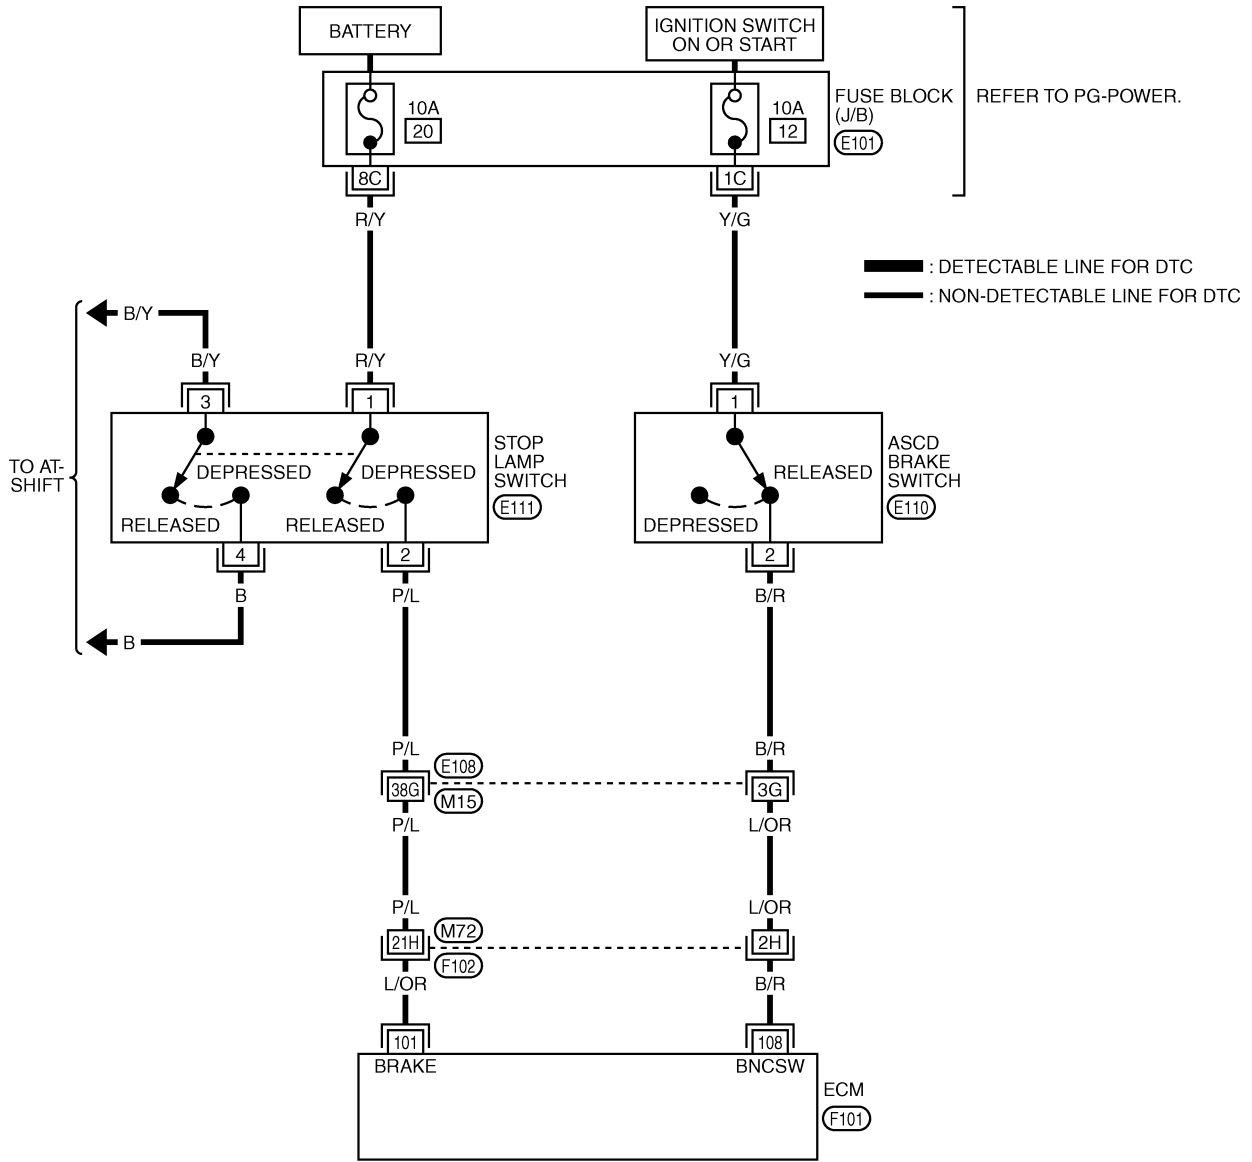 BATTERY
IGNITION SWITCH
ON OR START
10A
20
10A
12
FUSE BLOCK
(J/B)
E101
REFER TO PG-POWER.
8C
1C
R/Y
Y/G
: DETECTABLE LINE FOR DTC
: NON-DETECTABLE LINE FOR DTC
B/Y
B/Y
R/Y
Y/G
3
1
1
TO AT-
SHIFT
DEPRESSED
RELEASED
DEPRESSED
RELEASED
STOP
LAMP
SWITCH
E111
RELEASED
DEPRESSED
ASCD
BRAKE
SWITCH
E110
4
2
2
B
P/L
B/R
B
P/L
B/R
38G
E108
M15
3G
P/L
L/OR
P/L
L/OR
21H
M72
F102
2H
L/OR
B/R
101
108
BRAKE
BNCSW
ECM
F101